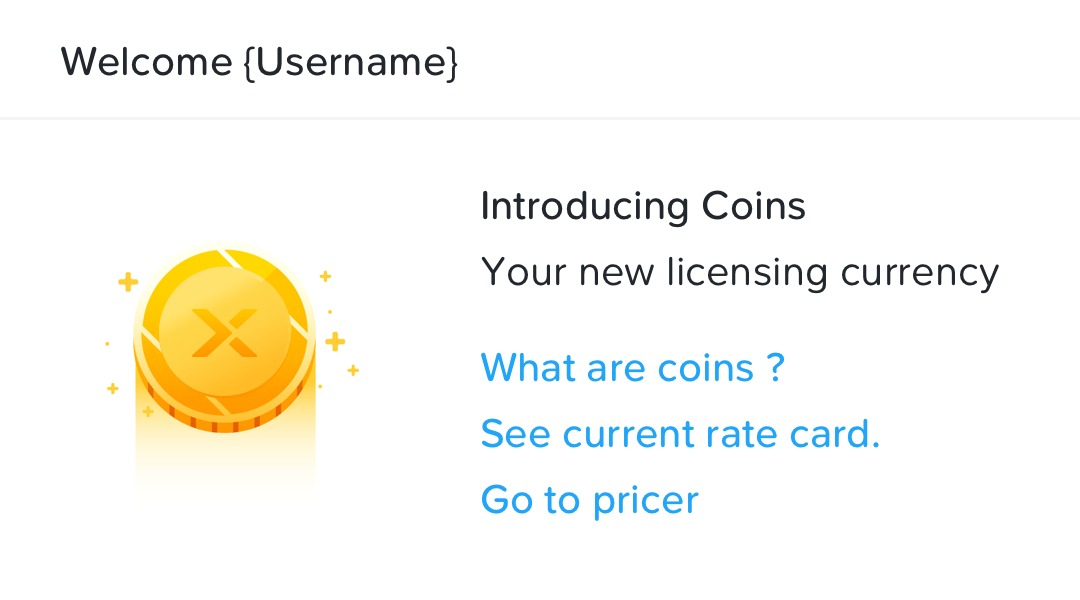 Welcome {Username}
Introducing Coins
Your new licensing currency
What are coins ?
See current rate card.
Go to pricer